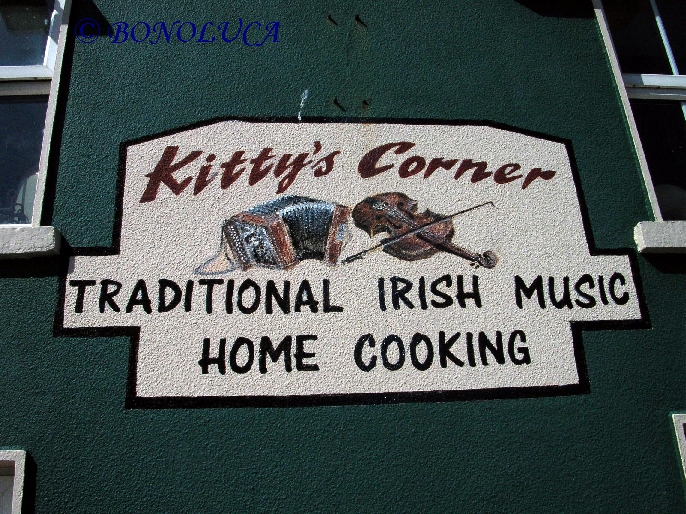 © BONOLUCA
Kitty's Corner
TRADITIONAL IRISH MUSIC
HOME COOKING